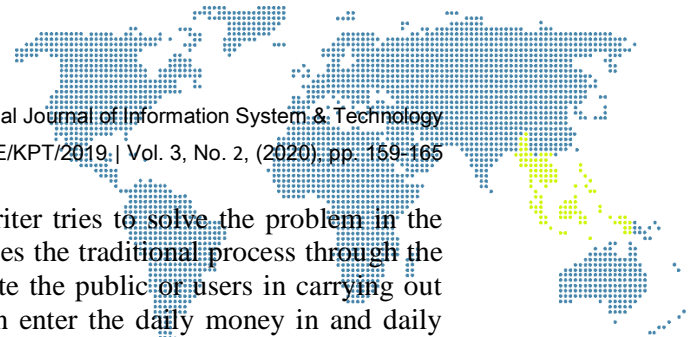 al Journal of Information System & Technology
E/KPT/2019 | Vol. 3, No. 2, (2020), pp. 159-165
riter tries to solve the problem in the
es the traditional process through the
te the public or users in carrying out
n enter the daily money in and daily